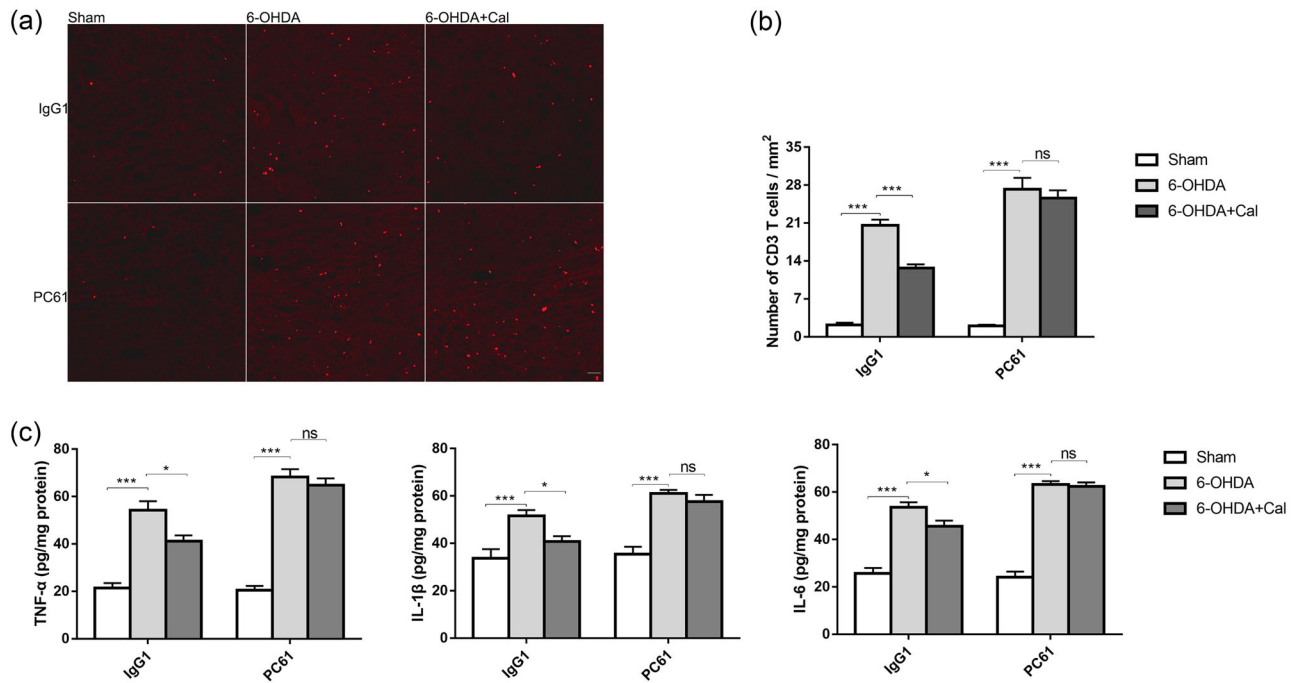 (a)
Sham 6-OHDA 6-OHDA+Cal
IgG1
PC61
(b)
Number of CD3 T cells / mm²
35
28
21
14
7
0
*** *** *** ns
IgG1 PC61
Sham
6-OHDA
6-OHDA+Cal
(c)
TNF-α (pg/mg protein)
80
60
40
20
0
*** * *** ns
IgG1 PC61
IL-1β (pg/mg protein)
80
60
40
20
0
*** * *** ns
IgG1 PC61
IL-6 (pg/mg protein)
80
60
40
20
0
*** * *** ns
IgG1 PC61
Sham
6-OHDA
6-OHDA+Cal